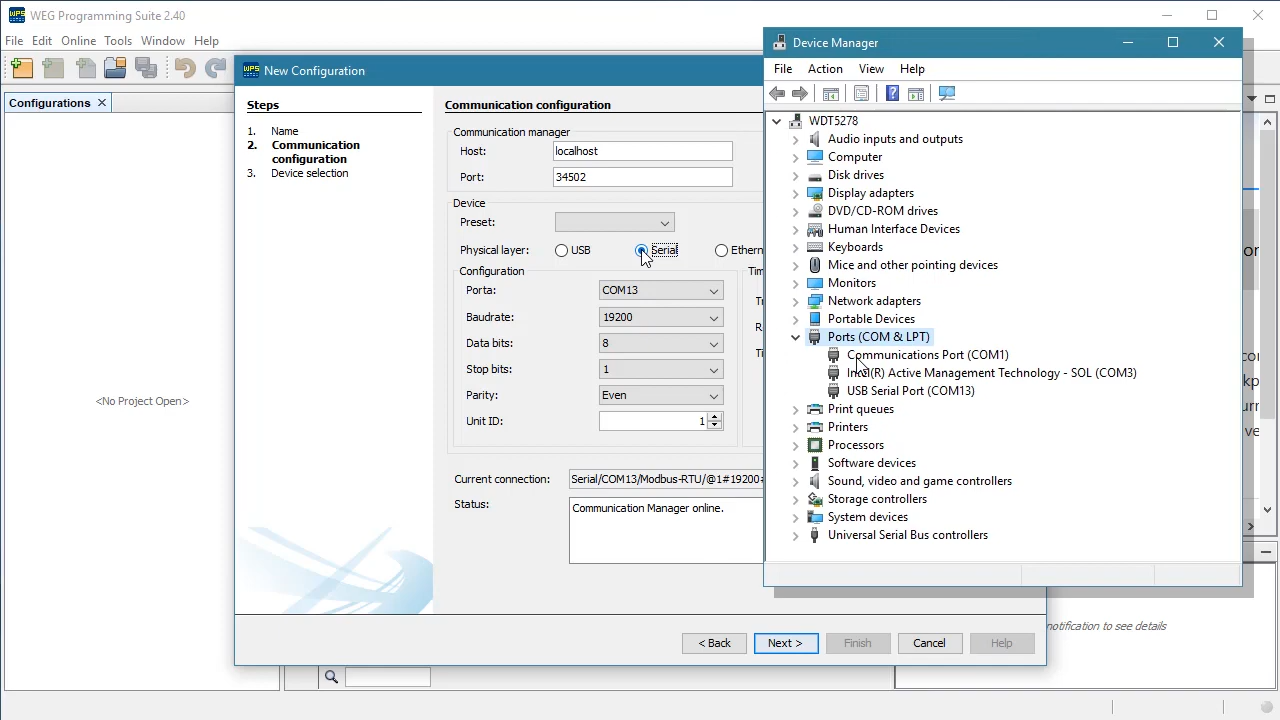 WPS WEG Programming Suite 2.40
File Edit Online Tools Window Help
Configurations
<No Project Open>
WPS New Configuration
Steps
1. Name
2. Communication
configuration
3. Device selection
Communication configuration
Communication manager
Host: localhost
Port: 34502
Device
Preset:
Physical layer: USB Serial Ethern
Configuration
Porta: COM13
Baudrate: 19200
Data bits: 8
Stop bits: 1
Parity: Even
Unit ID: 1
Current connection: Serial/COM13/Modbus-RTU/@1#19200#
Status: Communication Manager online.
< Back Next > Finish Cancel Help
Device Manager
File Action View Help
WDT5278
Audio inputs and outputs
Computer
Disk drives
Display adapters
DVD/CD-ROM drives
Human Interface Devices
Keyboards
Mice and other pointing devices
Monitors
Network adapters
Portable Devices
Ports (COM & LPT)
Communications Port (COM1)
Intel(R) Active Management Technology - SOL (COM3)
USB Serial Port (COM13)
Print queues
Printers
Processors
Software devices
Sound, video and game controllers
Storage controllers
System devices
Universal Serial Bus controllers
notification to see details